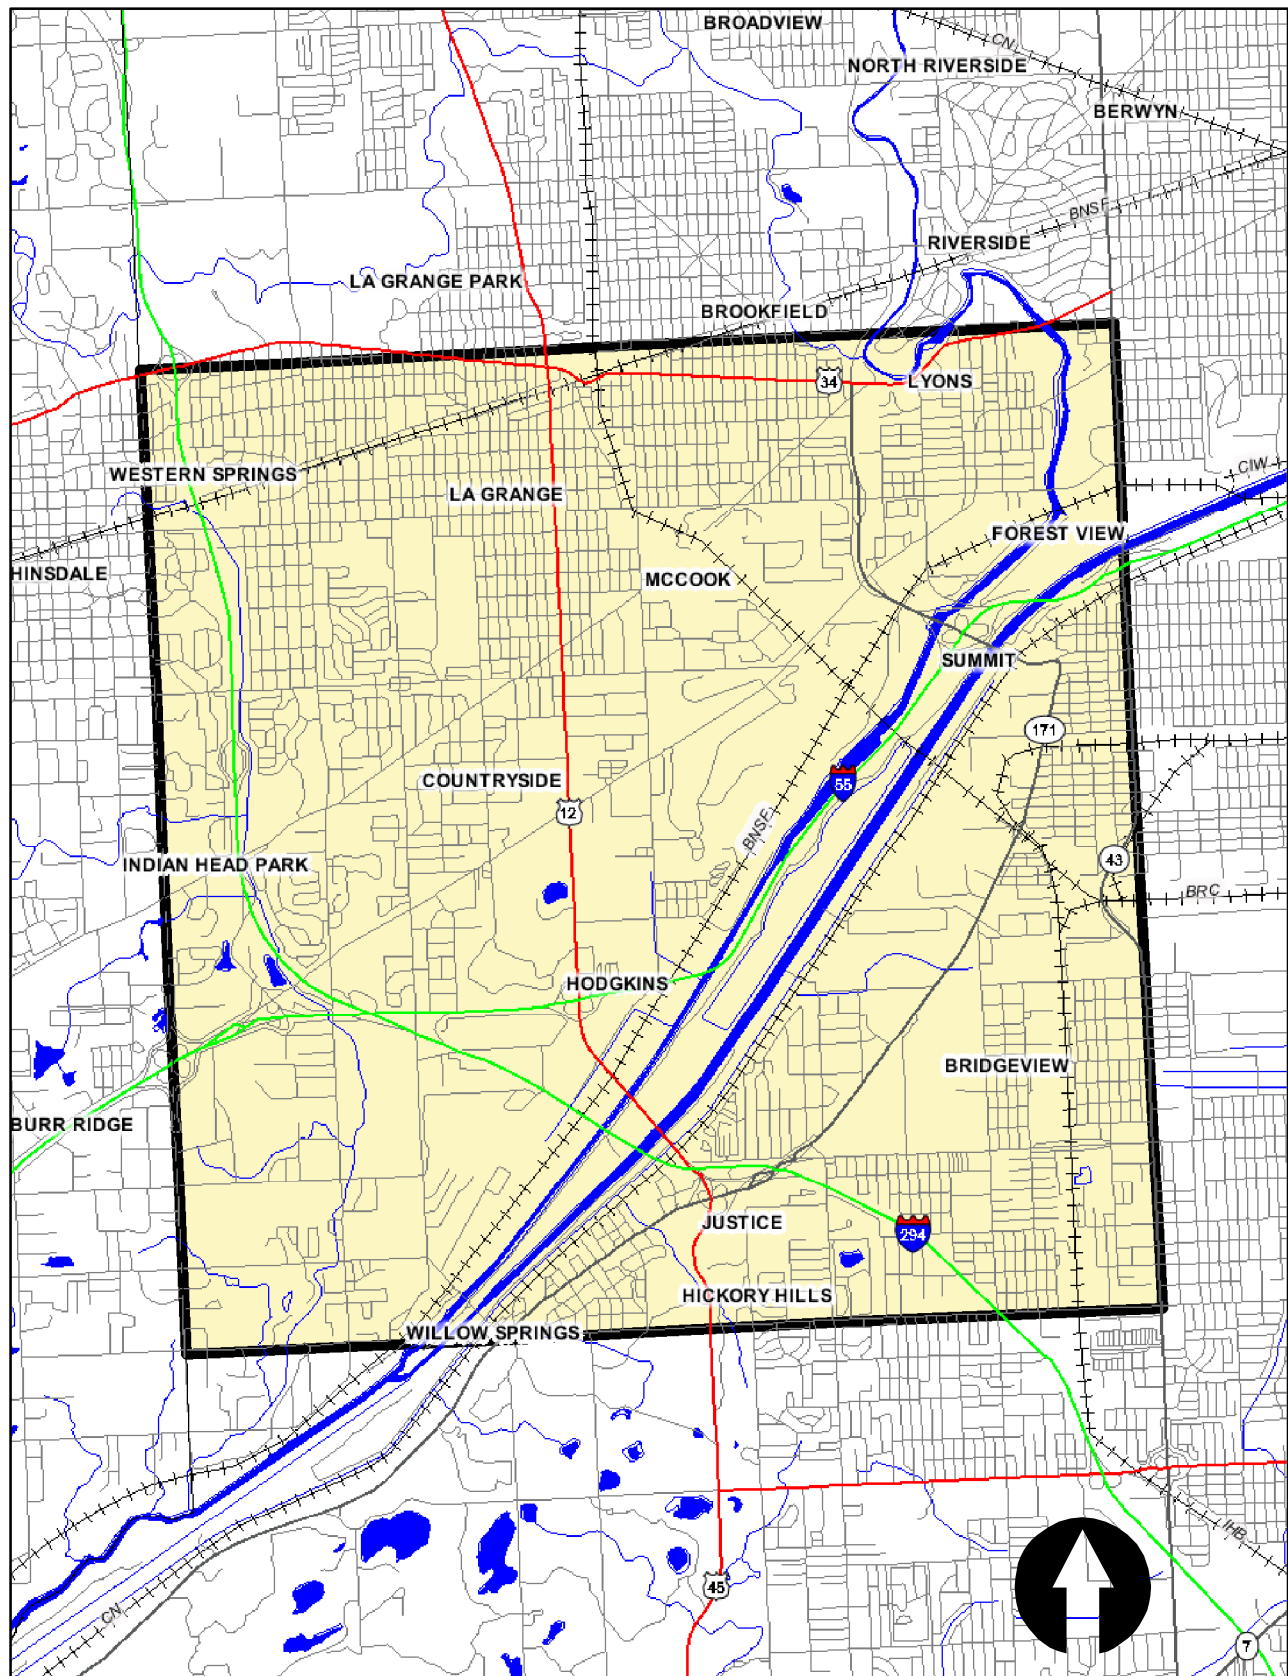 BROADVIEW
CN
NORTH RIVERSIDE
BERWYN
BNSF
RIVERSIDE
LA GRANGE PARK
BROOKFIELD
34
LYONS
WESTERN SPRINGS
CIW
LA GRANGE
FOREST VIEW
HINSDALE
MCCOOK
SUMMIT
171
COUNTRYSIDE
55
12
BNSF
43
INDIAN HEAD PARK
BRC
HODGKINS
BRIDGEVIEW
BURR RIDGE
JUSTICE
294
HICKORY HILLS
WILLOW SPRINGS
IHB
45
CN
7